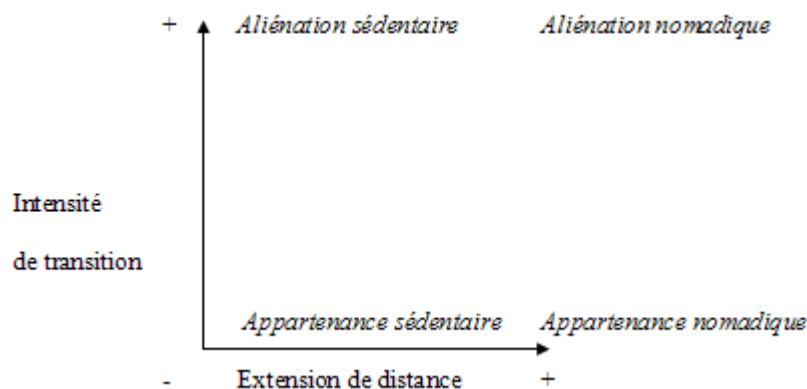 + Aliénation sédentaire Aliénation nomadique
Intensité
de transition
Appartenance sédentaire Appartenance nomadique
- Extension de distance +